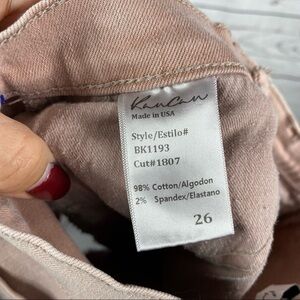 KanCan
Made in USA
Style/Estilo#
BK1193
Cut#1807
98% Cotton/Algodon
2% Spandex/Elastano
26